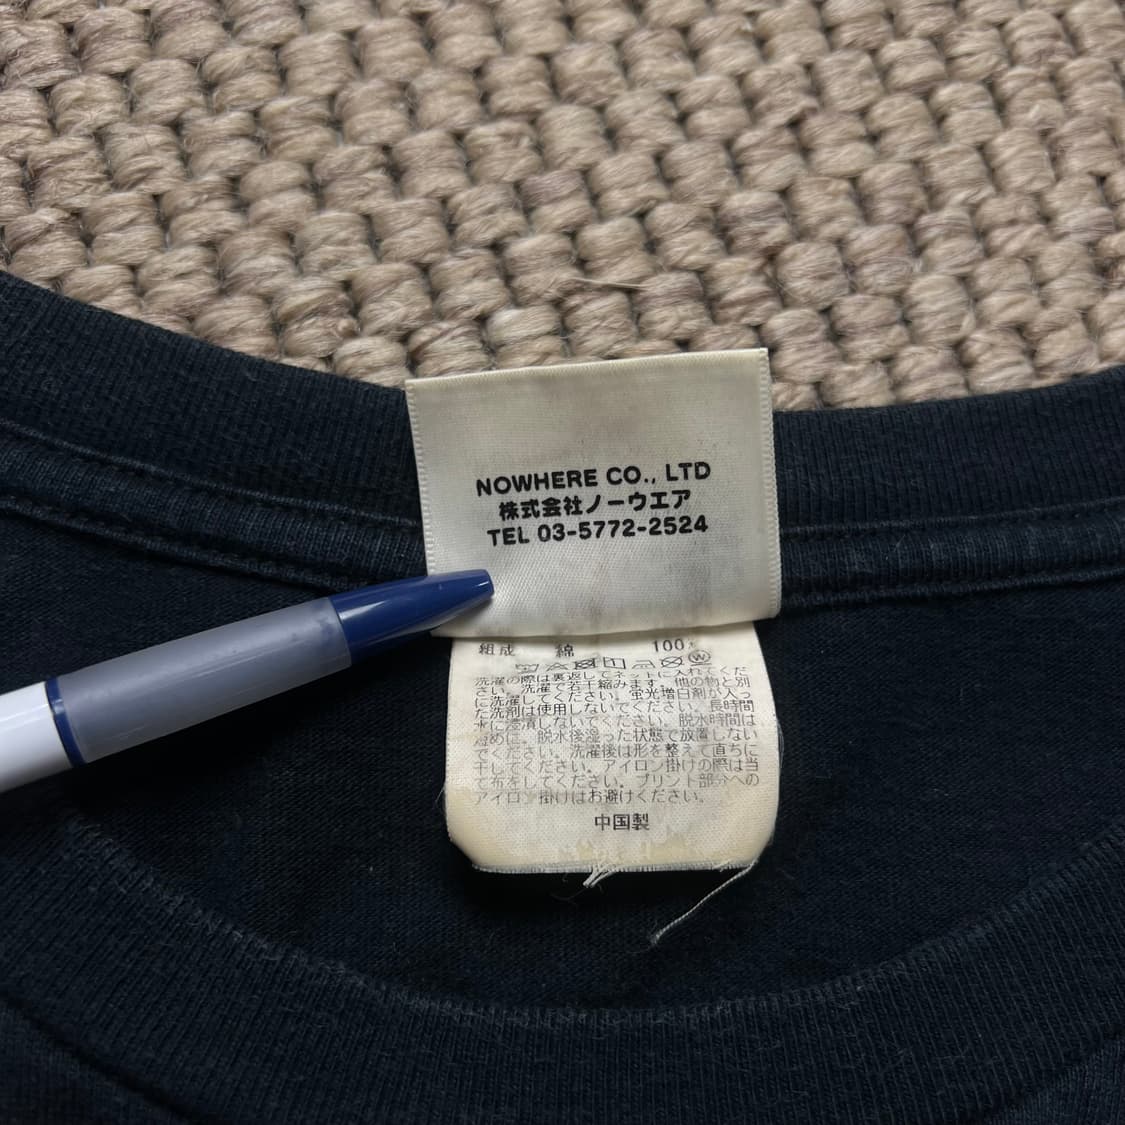 NOWHERE CO., LTD
株式会社ノーウエア
TEL 03-5772-2524
組成 綿 100%
洗濯の際は裏返してネットに入れてくだ
さい。洗濯で若干縮みます。他の物と別
に洗濯してください。蛍光増白剤が入っ
た洗剤は使用しないでください。長時間
水に浸漬しないでください。脱水時間は
短めに、脱水後湿った状態で放置しない
でください。洗濯後は形を整えて直ちに
干してください。アイロン掛けの際は当
て布をしてください。プリント部分への
アイロン掛けはお避けください。
中国製